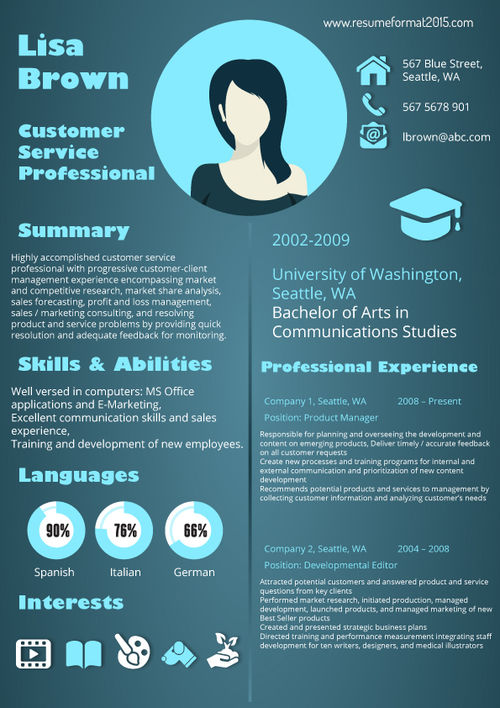 www.resumeformat2015.com
Lisa
Brown
Customer
Service
Professional
567 Blue Street,
Seattle, WA
567 5678 901
lbrown@abc.com
Summary
Highly accomplished customer service
professional with progressive customer-client
management experience encompassing market
and competitive research, market share analysis,
sales forecasting, profit and loss management,
sales / marketing consulting, and resolving
product and service problems by providing quick
resolution and adequate feedback for monitoring.
Skills & Abilities
Well versed in computers: MS Office
applications and E-Marketing,
Excellent communication skills and sales
experience,
Training and development of new employees.
Languages
90%
76%
66%
Spanish
Italian
German
Interests
2002-2009
University of Washington,
Seattle, WA
Bachelor of Arts in
Communications Studies
Professional Experience
Company 1, Seattle, WA 2008 – Present
Position: Product Manager
Responsible for planning and overseeing the development and
content on emerging products, Deliver timely / accurate feedback
on all customer requests
Create new processes and training programs for internal and
external communication and prioritization of new content
development
Recommends potential products and services to management by
collecting customer information and analyzing customer's needs
Company 2, Seattle, WA 2004 – 2008
Position: Developmental Editor
Attracted potential customers and answered product and service
questions from key clients
Performed market research, initiated production, managed
development, launched products, and managed marketing of new
Best Seller products
Created and presented strategic business plans
Directed training and performance measurement integrating staff
development for ten writers, designers, and medical illustrators